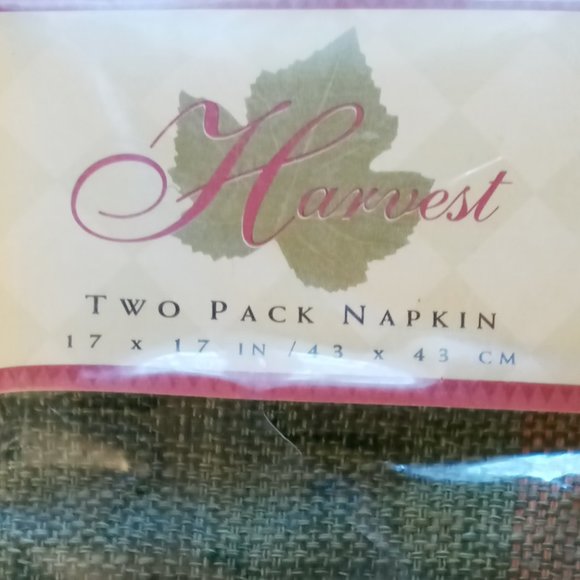 Harvest
TWO PACK NAPKIN
17 x 17 IN / 43 x 43 CM